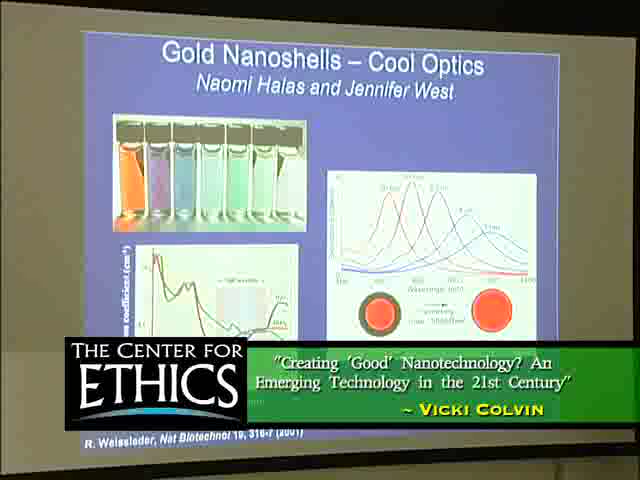 Gold Nanoshells – Cool Optics
Naomi Halas and Jennifer West
THE CENTER FOR
ETHICS
"Creating 'Good' Nanotechnology? An
Emerging Technology in the 21st Century"
~ VICKI COLVIN
R. Weissleder, Nat Biotechnol 19, 316-7 (2001)